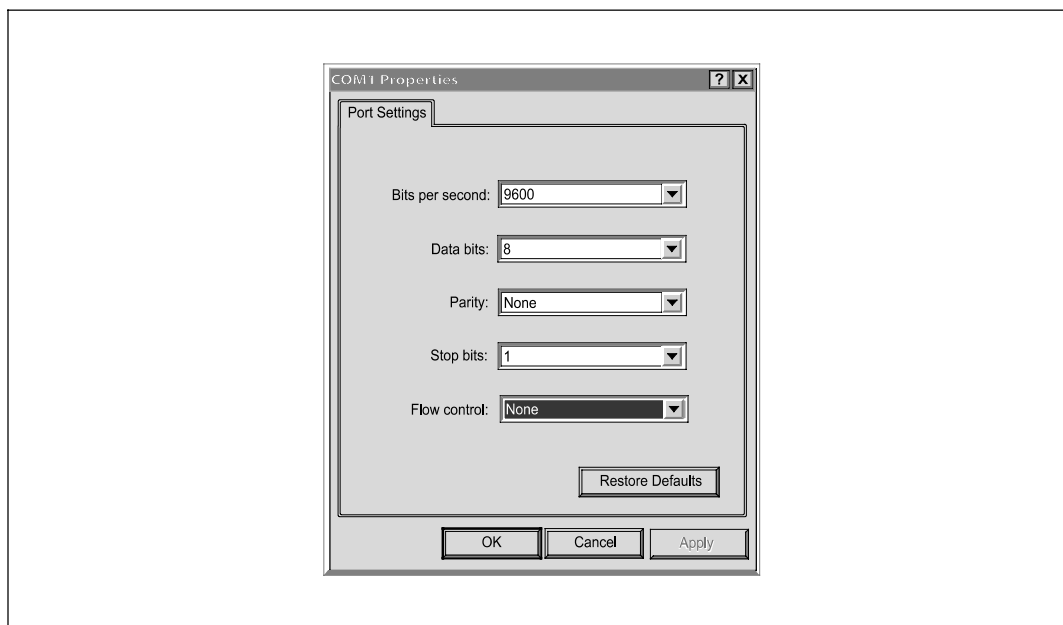 COM1 Properties ? X
Port Settings
Bits per second: 9600
Data bits: 8
Parity: None
Stop bits: 1
Flow control: None
Restore Defaults
OK Cancel Apply